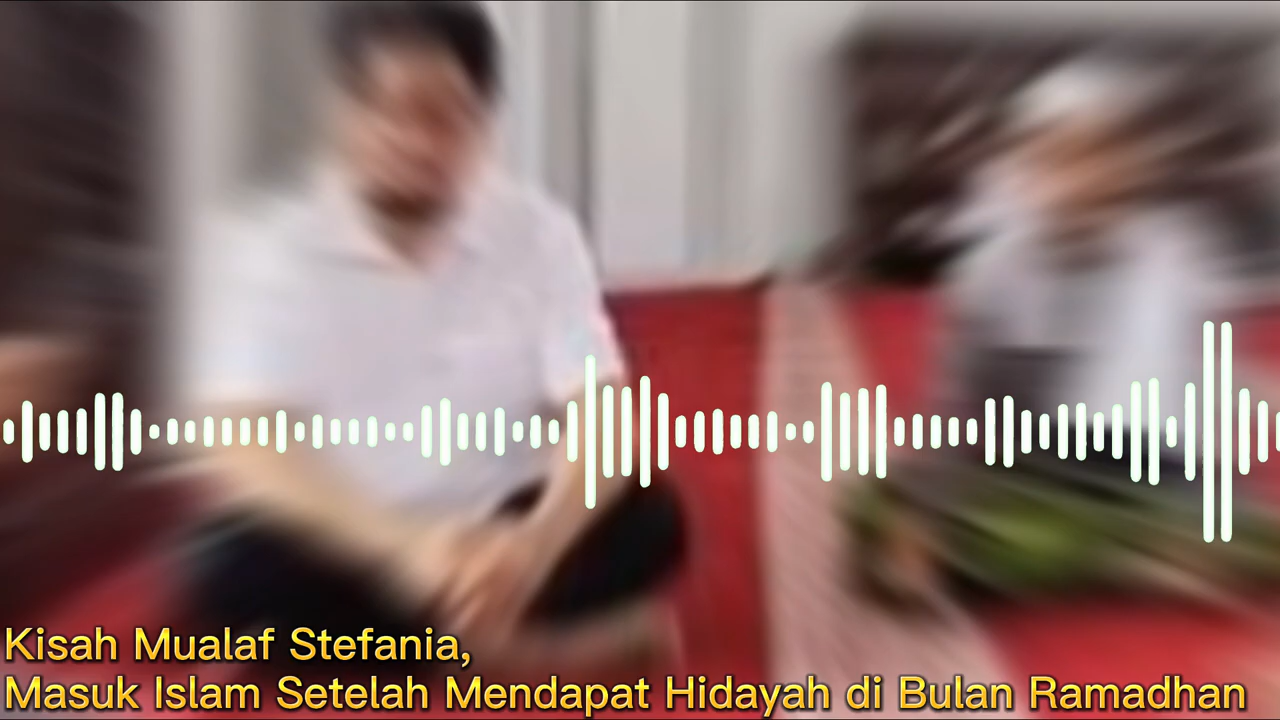 Kisah Mualaf Stefania,
Masuk Islam Setelah Mendapat Hidayah di Bulan Ramadhan